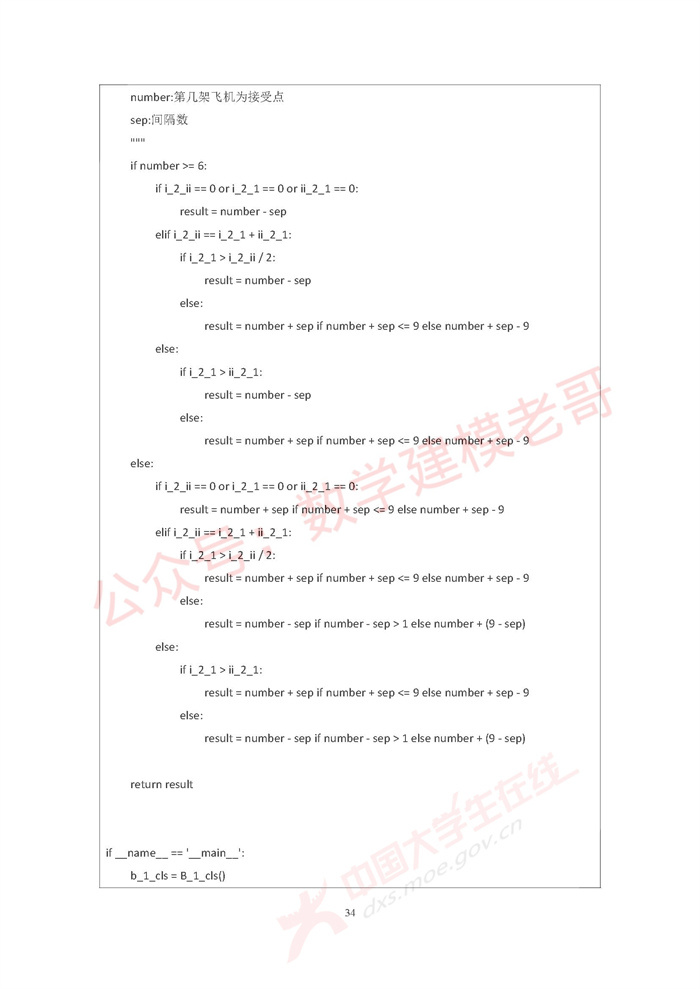 number:第几架飞机为接受点
sep:间隔数
"""
if number >= 6:
if i_2_ii == 0 or i_2_1 == 0 or ii_2_1 == 0:
result = number - sep
elif i_2_ii == i_2_1 + ii_2_1:
if i_2_1 > i_2_ii / 2:
result = number - sep
else:
result = number + sep if number + sep <= 9 else number + sep - 9
else:
if i_2_1 > ii_2_1:
result = number - sep
else:
result = number + sep if number + sep <= 9 else number + sep - 9
else:
if i_2_ii == 0 or i_2_1 == 0 or ii_2_1 == 0:
result = number + sep if number + sep <= 9 else number + sep - 9
elif i_2_ii == i_2_1 + ii_2_1:
if i_2_1 > i_2_ii / 2:
result = number + sep if number + sep <= 9 else number + sep - 9
else:
result = number - sep if number - sep > 1 else number + (9 - sep)
else:
if i_2_1 > ii_2_1:
result = number + sep if number + sep <= 9 else number + sep - 9
else:
result = number - sep if number - sep > 1 else number + (9 - sep)
return result
if __name__ == '__main__':
b_1_cls = B_1_cls()
34
公众号：数学建模老哥
中国大学生在线
dxs.moe.gov.cn